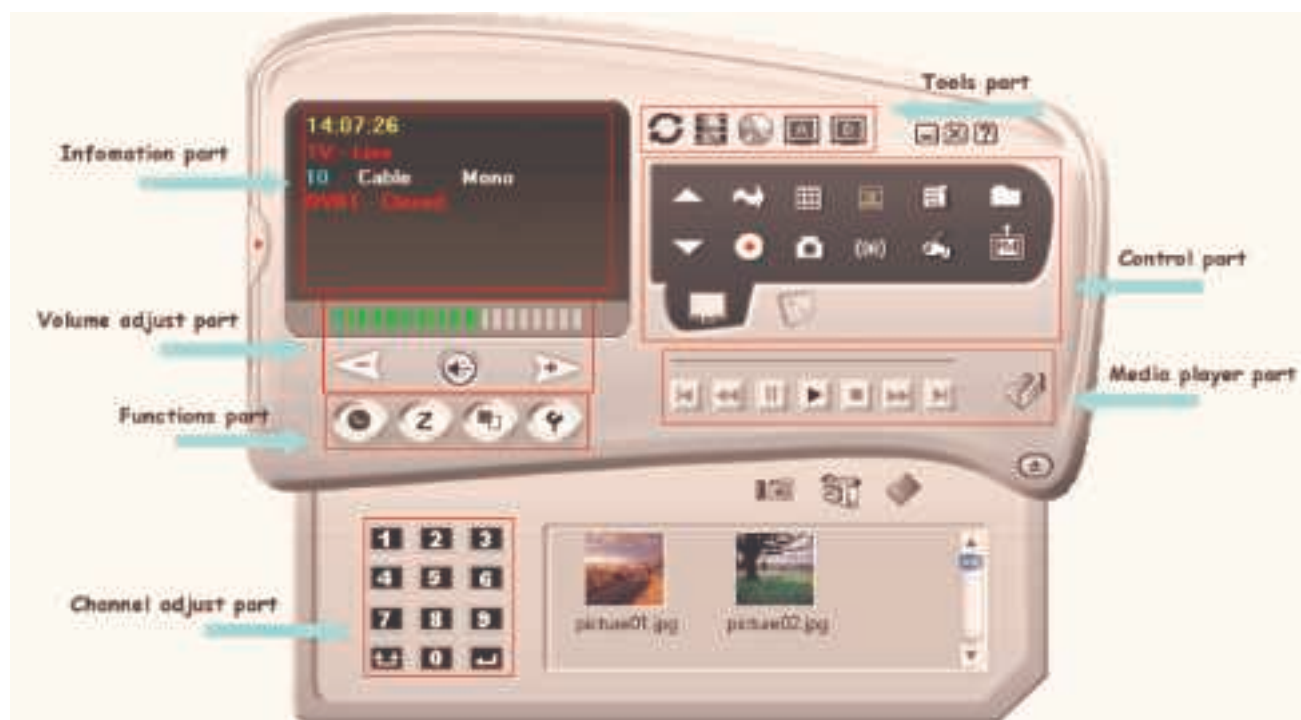 Tools part
Infomation part
14.07.26
TV - Line
10 Cable Mono
Closed
Control part
Volume adjust part
Media player part
Functions part
Z
Channel adjust part
1 2 3
4 5 6
7 8 9
0
picture01.jpg picture02.jpg